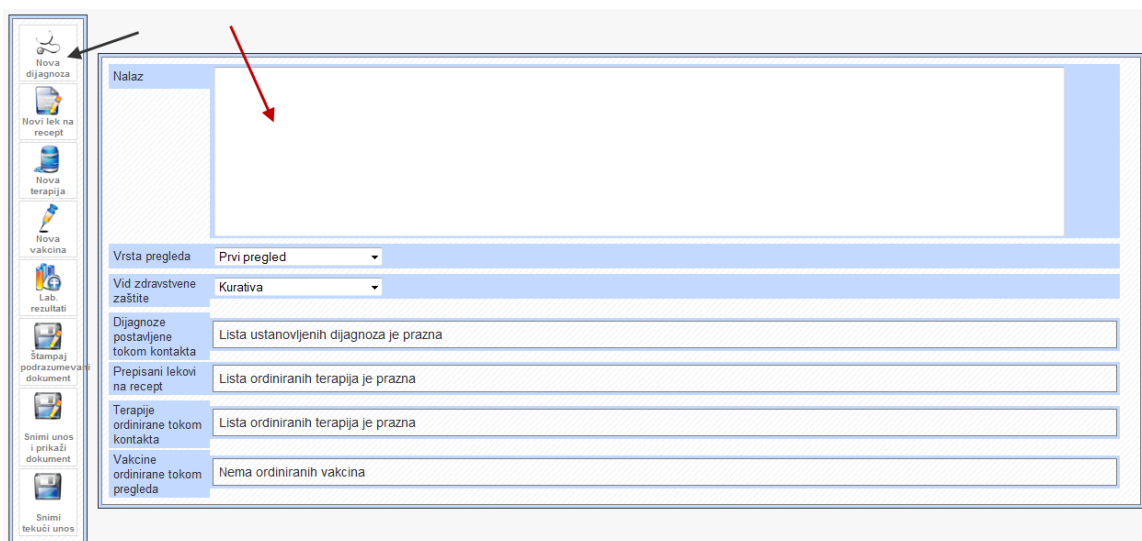 Nova
dijagnoza
Novi lek na
recept
Nova
terapija
Nova
vakcina
Lab.
rezultati
Štampaj
podrazumevani
dokument
Snimi unos
i prikaži
dokument
Snimi
tekući unos
Nalaz
Vrsta pregleda
Prvi pregled
Vid zdravstvene
zaštite
Kurativa
Dijagnoze
postavljene
tokom kontakta
Lista ustanovljenih dijagnoza je prazna
Prepisani lekovi
na recept
Lista ordiniranih terapija je prazna
Terapije
ordinirane tokom
kontakta
Lista ordiniranih terapija je prazna
Vakcine
ordinirane tokom
pregleda
Nema ordiniranih vakcina